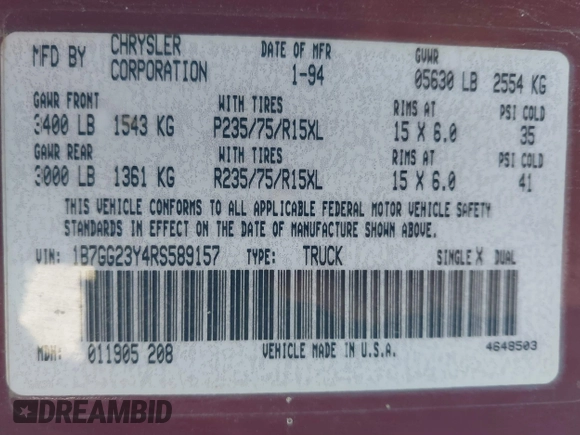 MFD BY CHRYSLER CORPORATION DATE OF MFR 1-94 GVWR 05630 LB 2554 KG
GAWR FRONT WITH TIRES RIMS AT PSI COLD
3400 LB 1543 KG P235/75/R15XL 15 X 6.0 35
GAWR REAR WITH TIRES RIMS AT PSI COLD
3000 LB 1361 KG R235/75/R15XL 15 X 6.0 41
THIS VEHICLE CONFORMS TO ALL APPLICABLE FEDERAL MOTOR VEHICLE SAFETY
STANDARDS IN EFFECT ON THE DATE OF MANUFACTURE SHOWN ABOVE
VIN: 1B7GG23Y4RS589157 TYPE: TRUCK SINGLE X DUAL
MDH: 011905 208 VEHICLE MADE IN U.S.A. 4648503
DREAMBID